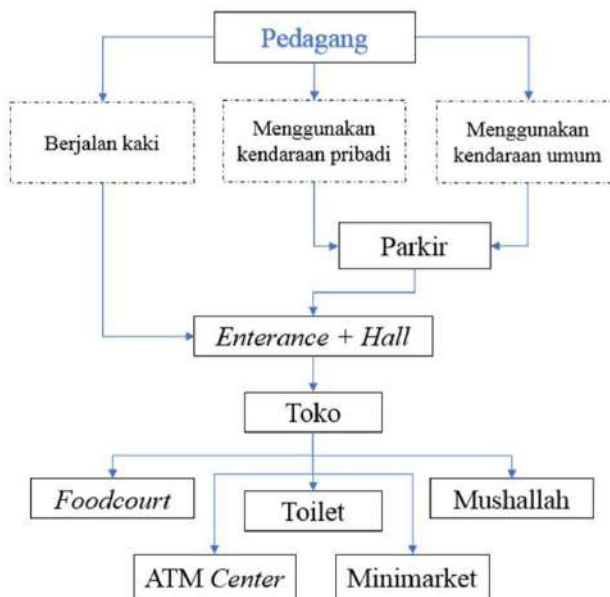 Pedagang
Berjalan kaki
Menggunakan
kendaraan pribadi
Menggunakan
kendaraan umum
Parkir
Enterance + Hall
Toko
Foodcourt
Toilet
Mushallah
ATM Center
Minimarket